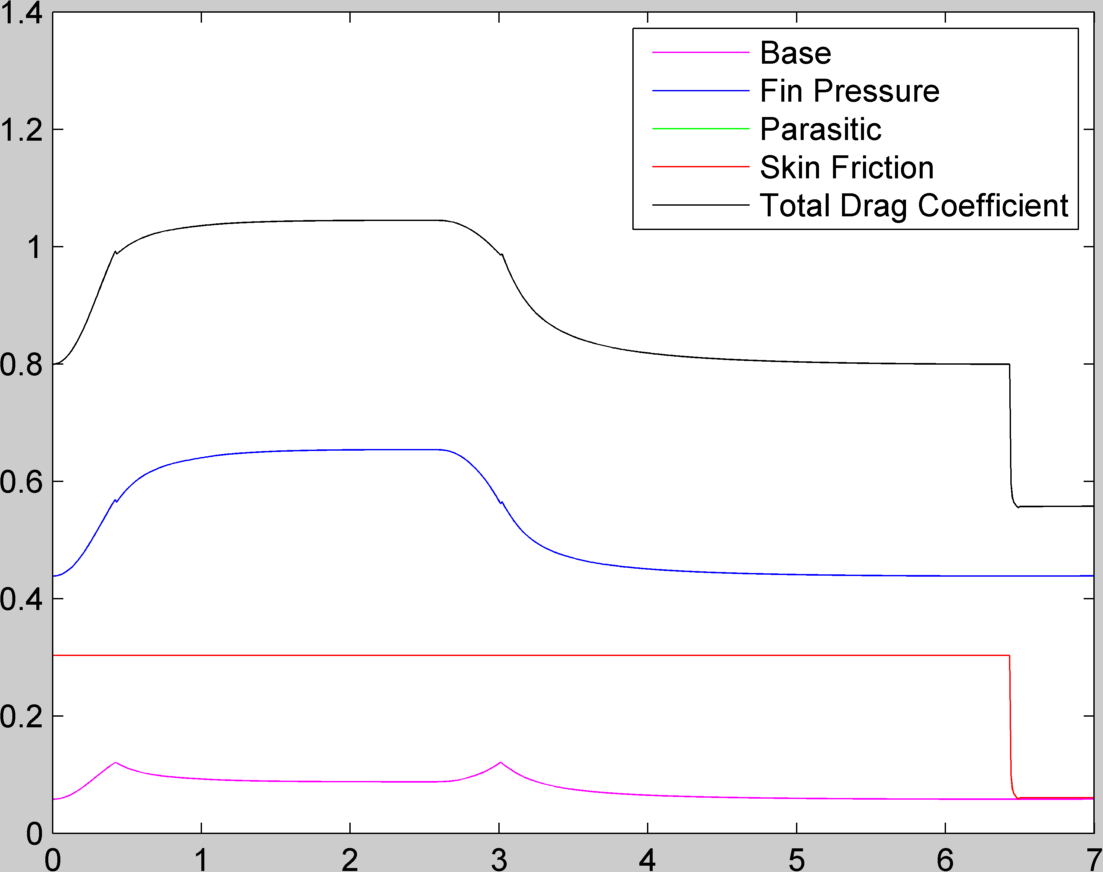 1.4
1.2
1
0.8
0.6
0.4
0.2
0
0 1 2 3 4 5 6 7
Base
Fin Pressure
Parasitic
Skin Friction
Total Drag Coefficient